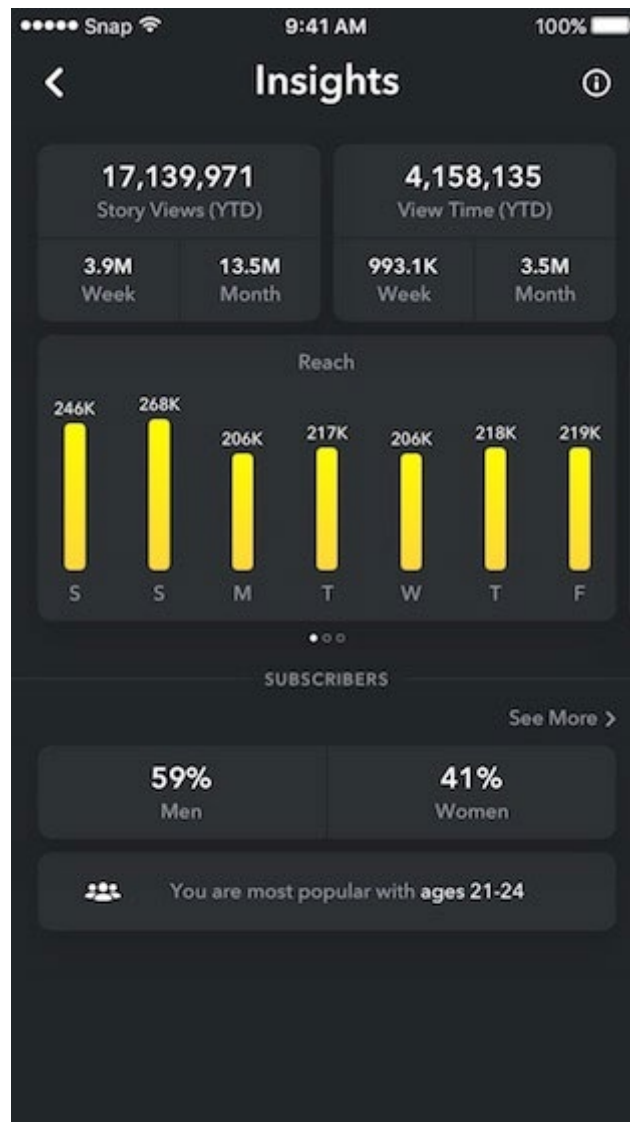 Snap 9:41 AM 100%
Insights
17,139,971 4,158,135
Story Views (YTD) View Time (YTD)
3.9M 13.5M 993.1K 3.5M
Week Month Week Month
Reach
246K 268K 206K 217K 206K 218K 219K
S S M T W T F
SUBSCRIBERS
See More >
59% 41%
Men Women
You are most popular with ages 21-24